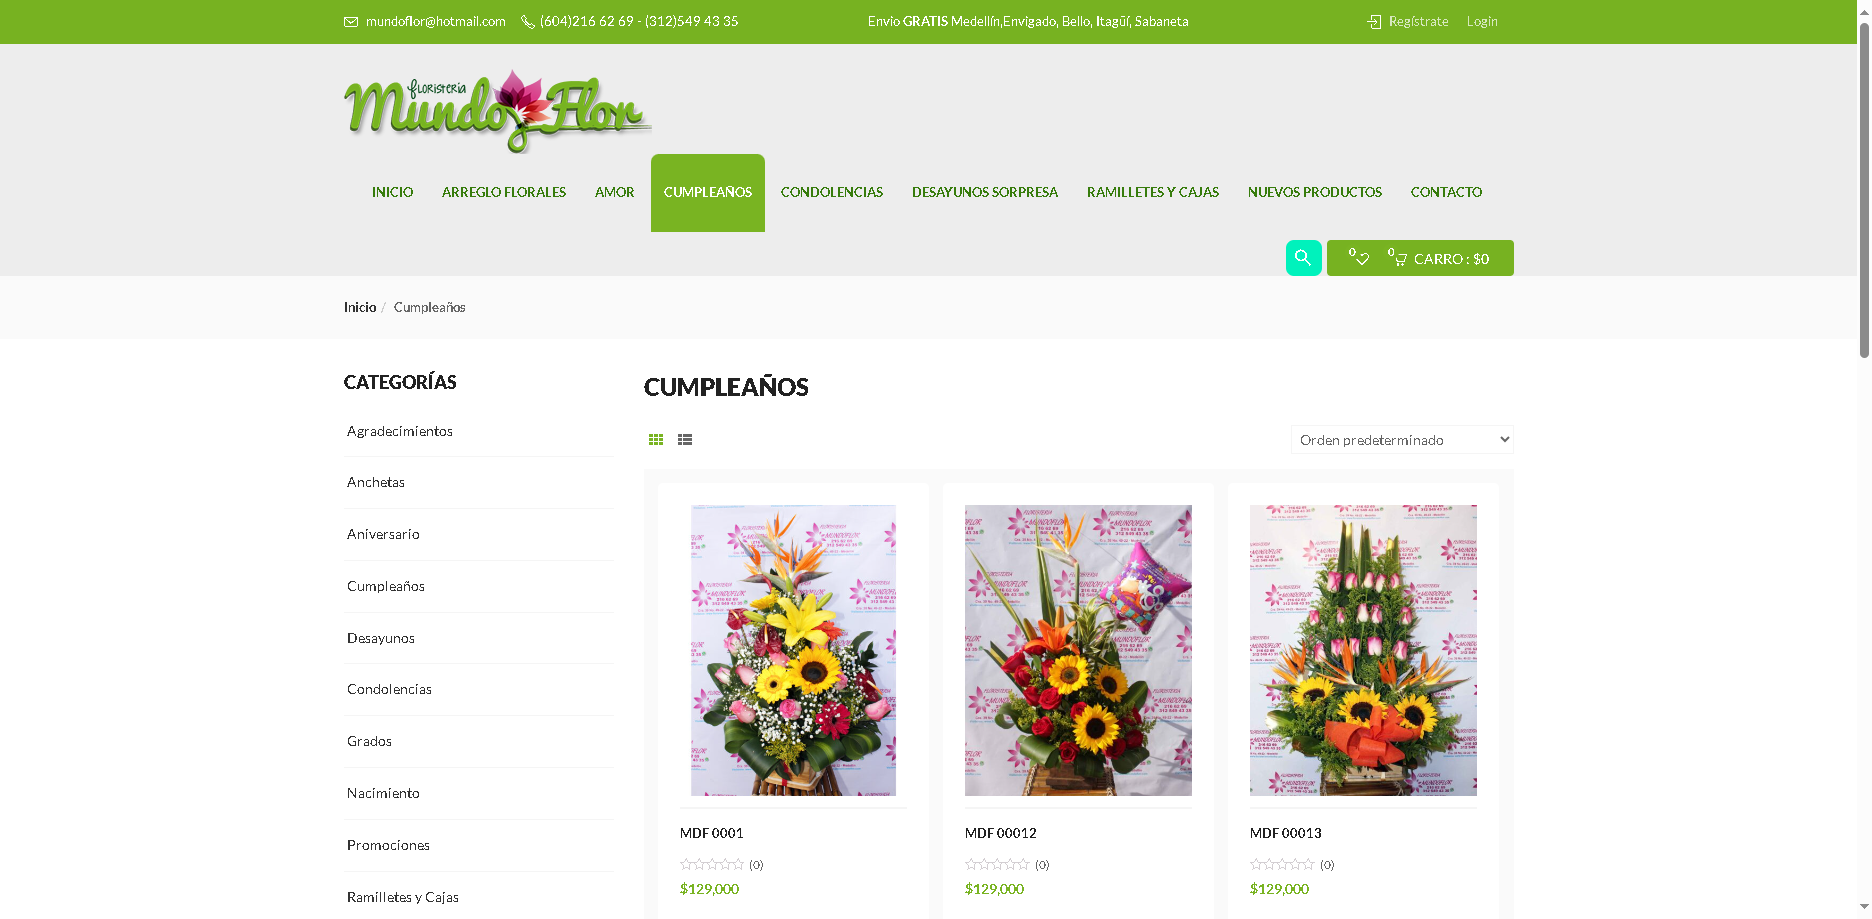 mundoflor@hotmail.com (604)216 62 69 - (312)549 43 35 Envio GRATIS Medellín,Envigado, Bello, Itagüí, Sabaneta Regístrate Login
FLORISTERIA
Mundo Flor
INICIO ARREGLO FLORALES AMOR CUMPLEAÑOS CONDOLENCIAS DESAYUNOS SORPRESA RAMILLETES Y CAJAS NUEVOS PRODUCTOS CONTACTO
0 0 CARRO : $0
Inicio / Cumpleaños
CATEGORÍAS
Agradecimientos
Anchetas
Aniversario
Cumpleaños
Desayunos
Condolencias
Grados
Nacimiento
Promociones
Ramilletes y Cajas
CUMPLEAÑOS
Orden predeterminado
MDF 0001
(0)
$129,000
MDF 00012
(0)
$129,000
MDF 00013
(0)
$129,000